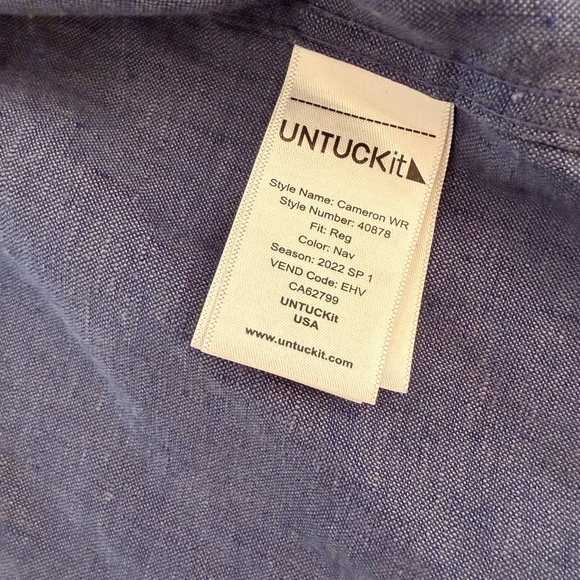 UNTUCKit
Style Name: Cameron WR
Style Number: 40878
Fit: Reg
Color: Nav
Season: 2022 SP 1
VEND Code: EHV
CA62799
UNTUCKit
USA
www.untuckit.com